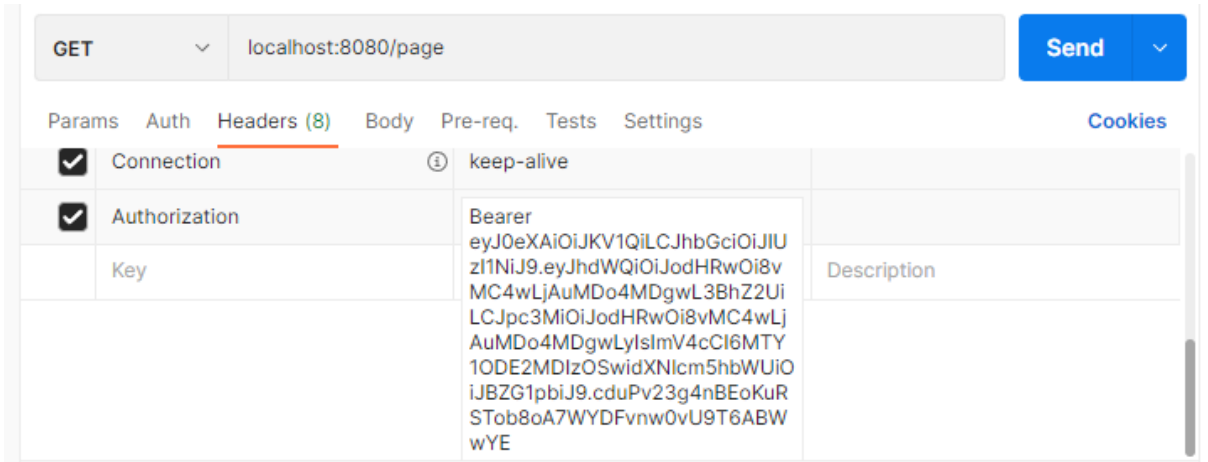 GET localhost:8080/page Send
Params Auth Headers (8) Body Pre-req. Tests Settings Cookies
Connection keep-alive
Authorization Bearer
eyJ0eXAiOiJKV1QiLCJhbGciOiJIU
zI1NiJ9.eyJhdWQiOiJodHRwOi8v
Key Description
MC4wLjAuMDo4MDgwL3BhZ2Ui
LCJpc3MiOiJodHRwOi8vMC4wLj
AuMDo4MDgwLyIsImV4cCI6MTY
1ODE2MDIzOSwidXNlcm5hbWUiO
iJBZG1pbiJ9.cduPv23g4nBEoKuR
STob8oA7WYDFvnw0vU9T6ABW
wYE